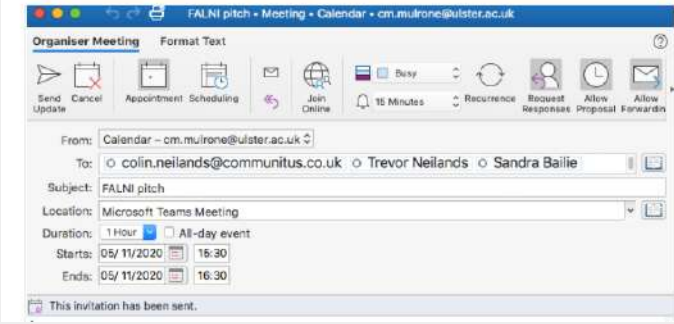 FALNI pitch • Meeting • Calendar • cm.mulrone@ulster.ac.uk
Organiser Meeting Format Text
Send Update Cancel Appointment Scheduling Join Online Busy 15 Minutes Recurrence Request Responses Allow Proposal Allow Forwardin
From: Calendar – cm.mulrone@ulster.ac.uk
To: colin.neilands@communitus.co.uk Trevor Neilands Sandra Bailie
Subject: FALNI pitch
Location: Microsoft Teams Meeting
Duration: 1 Hour All-day event
Starts: 05/11/2020 15:30
Ends: 05/11/2020 16:30
This invitation has been sent.